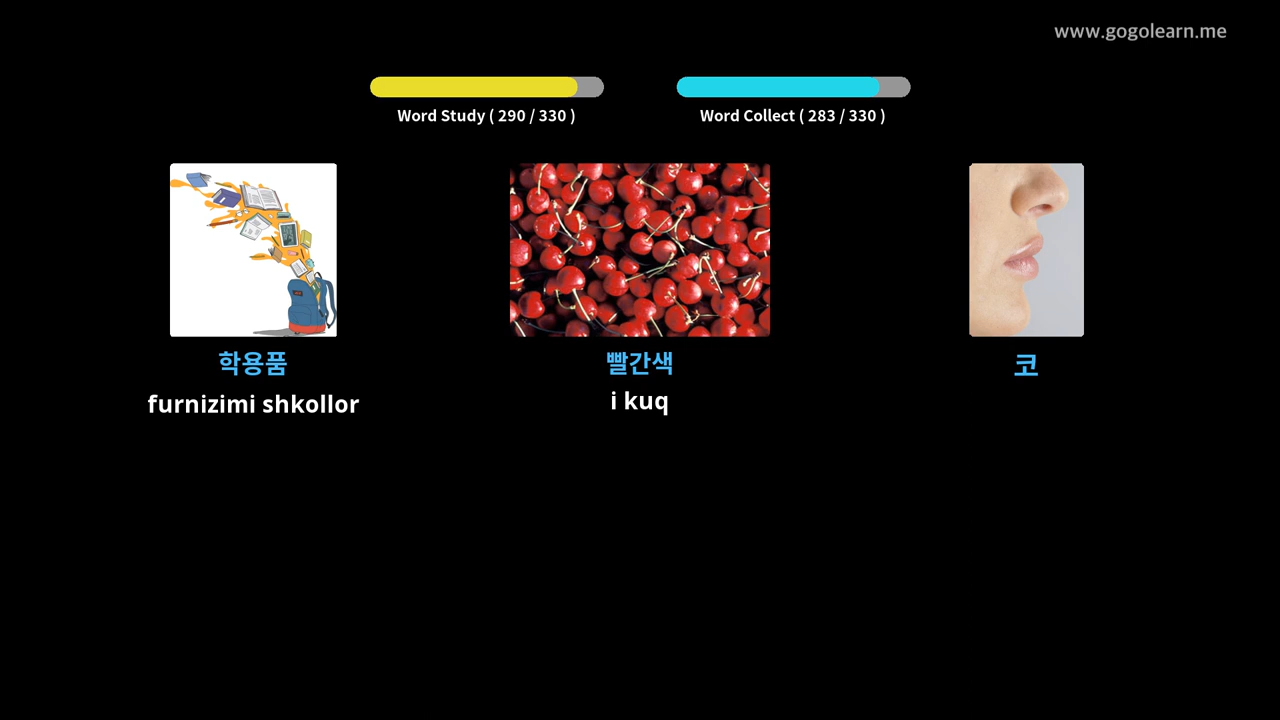 www.gogolearn.me
Word Study ( 290 / 330 )
Word Collect ( 283 / 330 )
학용품
빨간색
코
furnizimi shkollor
i kuq